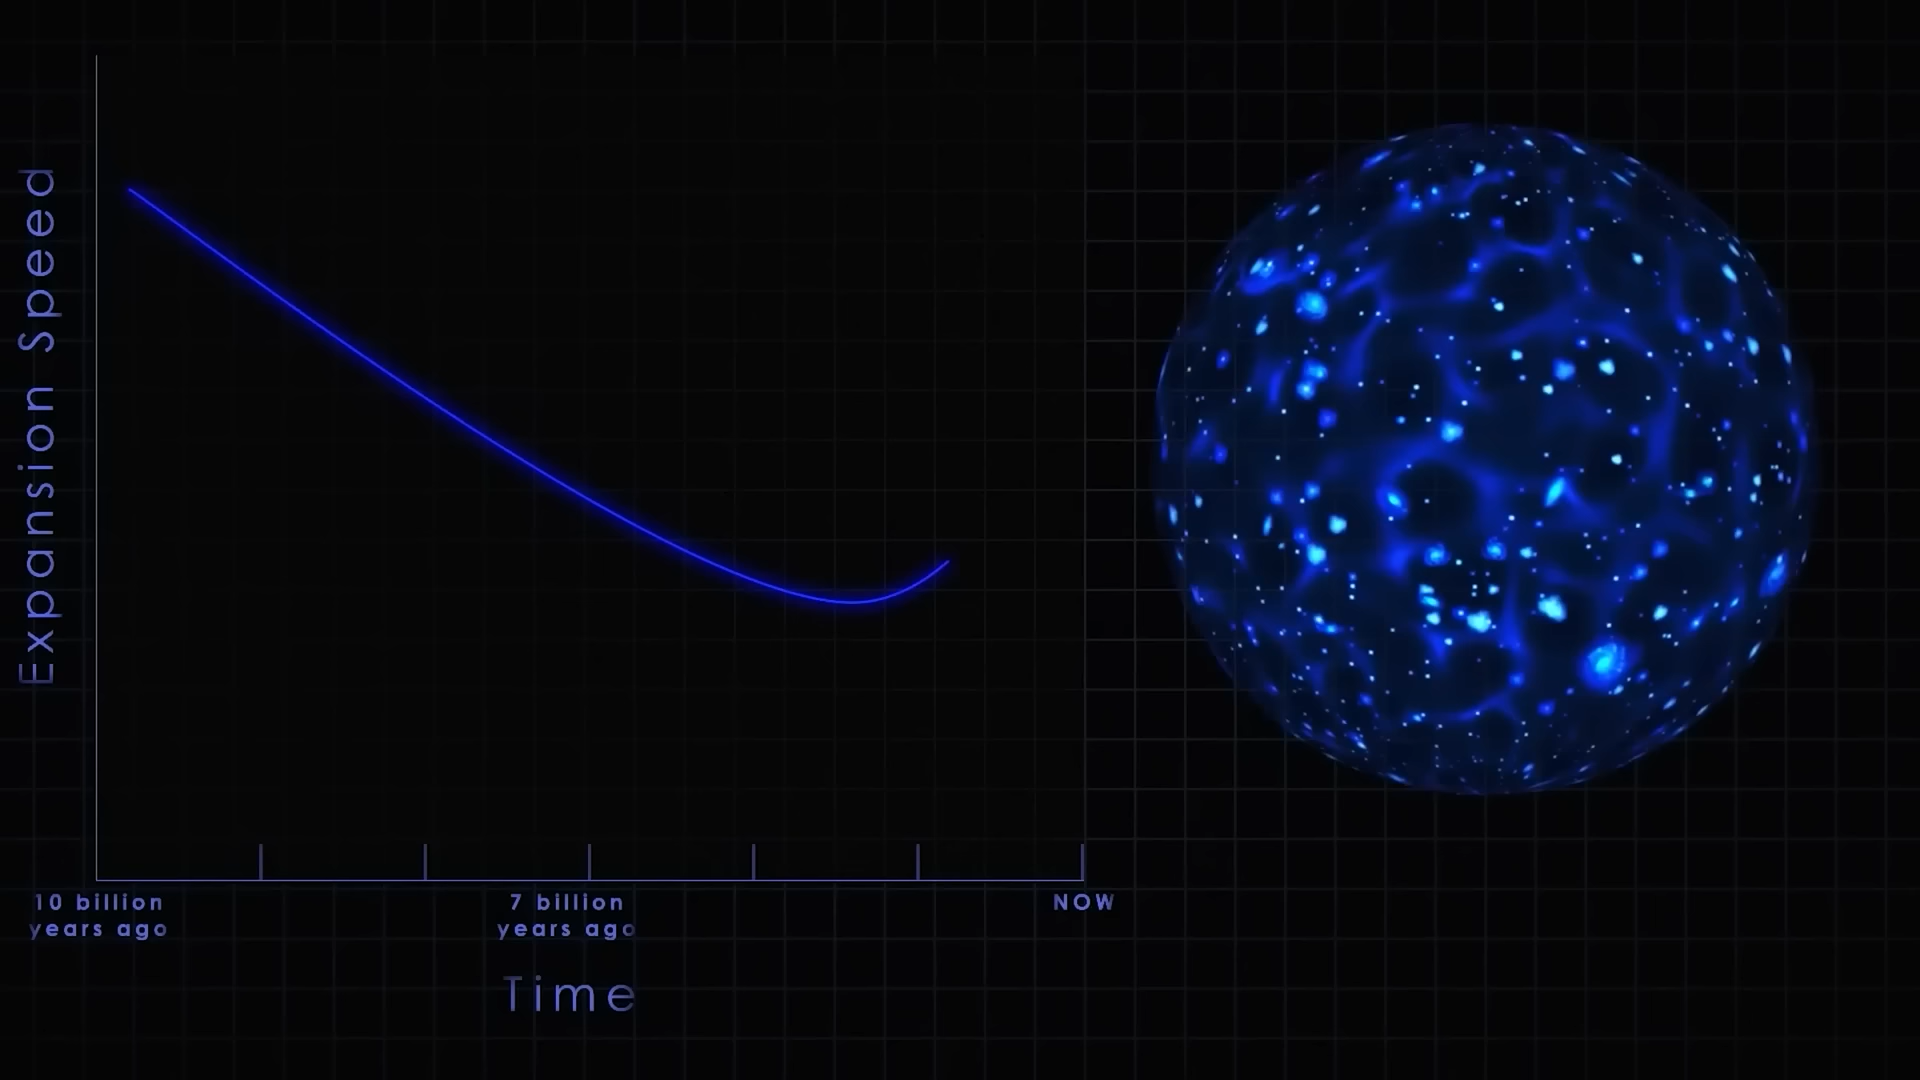 Expansion Speed
10 billion
years ago
7 billion
years ago
NOW
Time